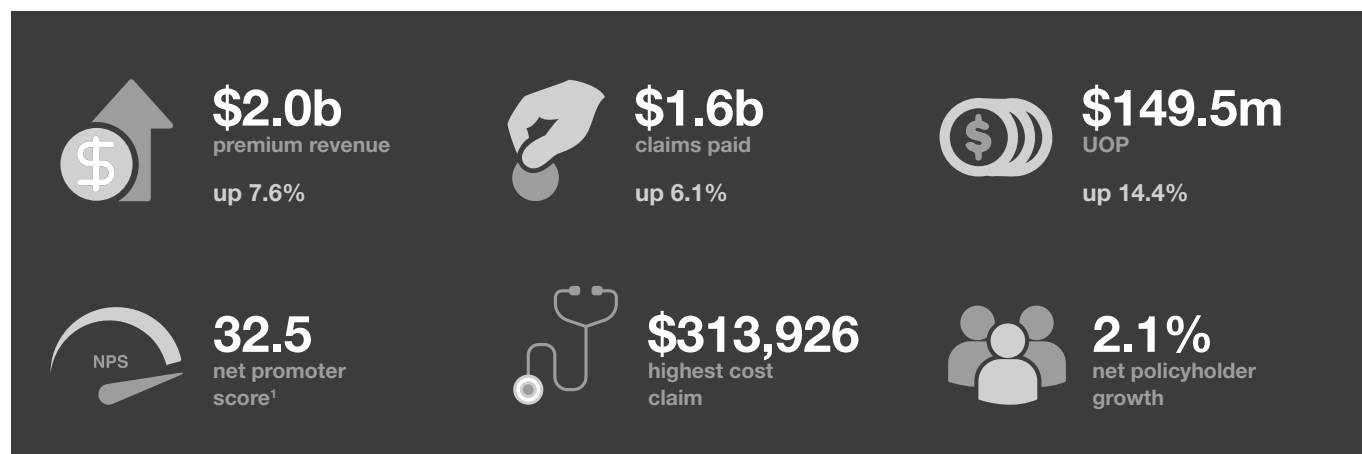 $2.0b
premium revenue
up 7.6%
$1.6b
claims paid
up 6.1%
$149.5m
UOP
up 14.4%
NPS
32.5
net promoter
score¹
$313,926
highest cost
claim
2.1%
net policyholder
growth